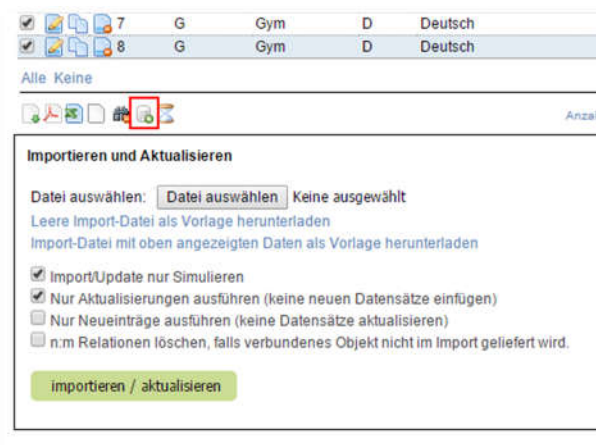 7 G Gym D Deutsch
8 G Gym D Deutsch
Alle Keine
Anzal
Importieren und Aktualisieren
Datei auswählen: Datei auswählen Keine ausgewählt
Leere Import-Datei als Vorlage herunterladen
Import-Datei mit oben angezeigten Daten als Vorlage herunterladen
Import/Update nur Simulieren
Nur Aktualisierungen ausführen (keine neuen Datensätze einfügen)
Nur Neueinträge ausführen (keine Datensätze aktualisieren)
n:m Relationen löschen, falls verbundenes Objekt nicht im Import geliefert wird.
importieren / aktualisieren